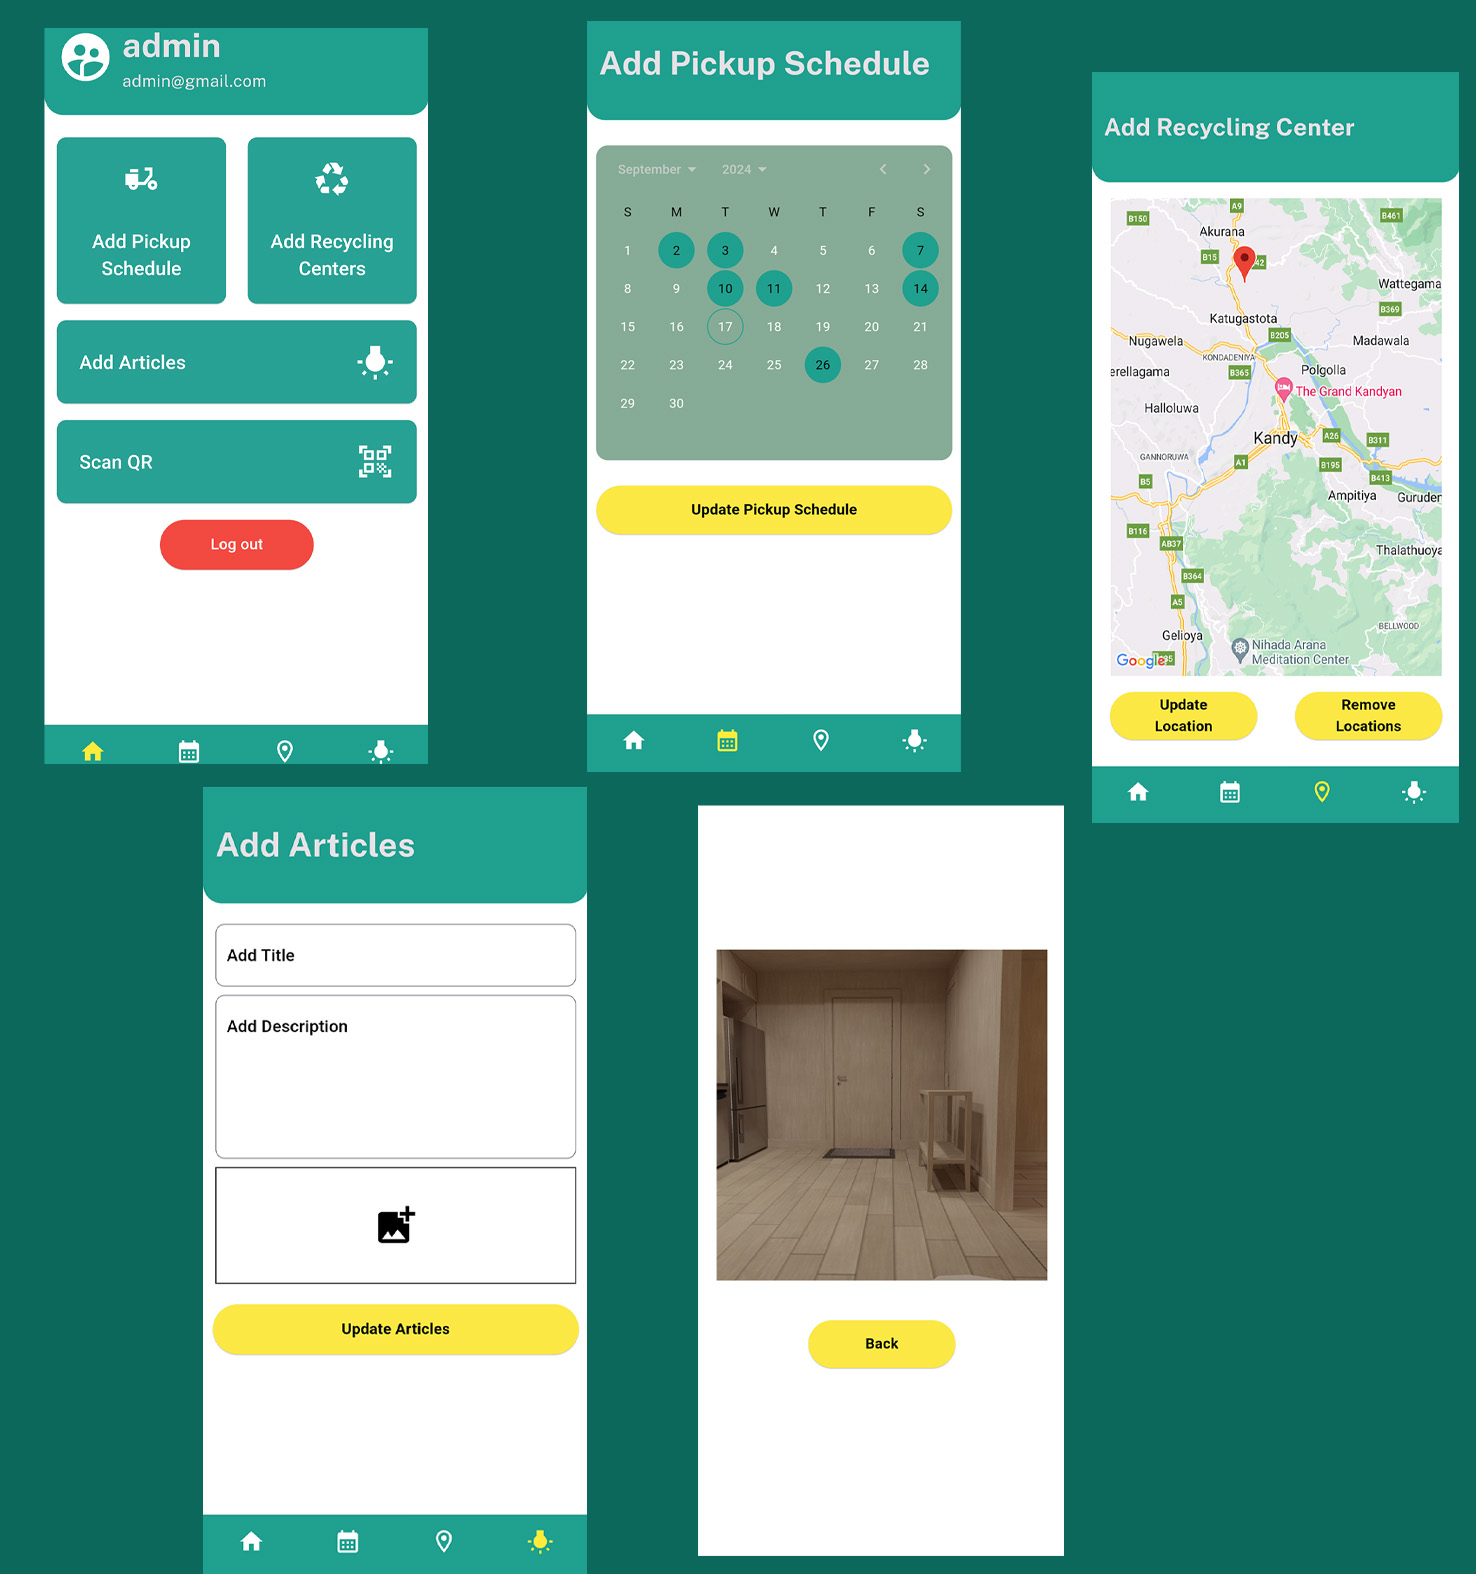 admin
admin@gmail.com
Add Pickup
Schedule
Add Recycling
Centers
Add Articles
Scan QR
Log out
Add Pickup Schedule
September 2024
S M T W T F S
1 2 3 4 5 6 7
8 9 10 11 12 13 14
15 16 17 18 19 20 21
22 23 24 25 26 27 28
29 30
Update Pickup Schedule
Add Recycling Center
A9
B150
B461
Akurana
B15
42
Wattegama
B369
Katugastota
B205
Nugawela
Madawala
KONDADENIYA
B365
erellagama
Polgolla
The Grand Kandyan
Halloluwa
Kandy
A26
B311
GANNORUWA
A1
B195
B413
B5
Ampitiya
Guruden
B116
AB37
Thalathuoya
B364
A5
BELLWOOD
Gelioya
Nihada Arana
Meditation Center
Google
Update
Location
Remove
Locations
Add Articles
Add Title
Add Description
Update Articles
Back